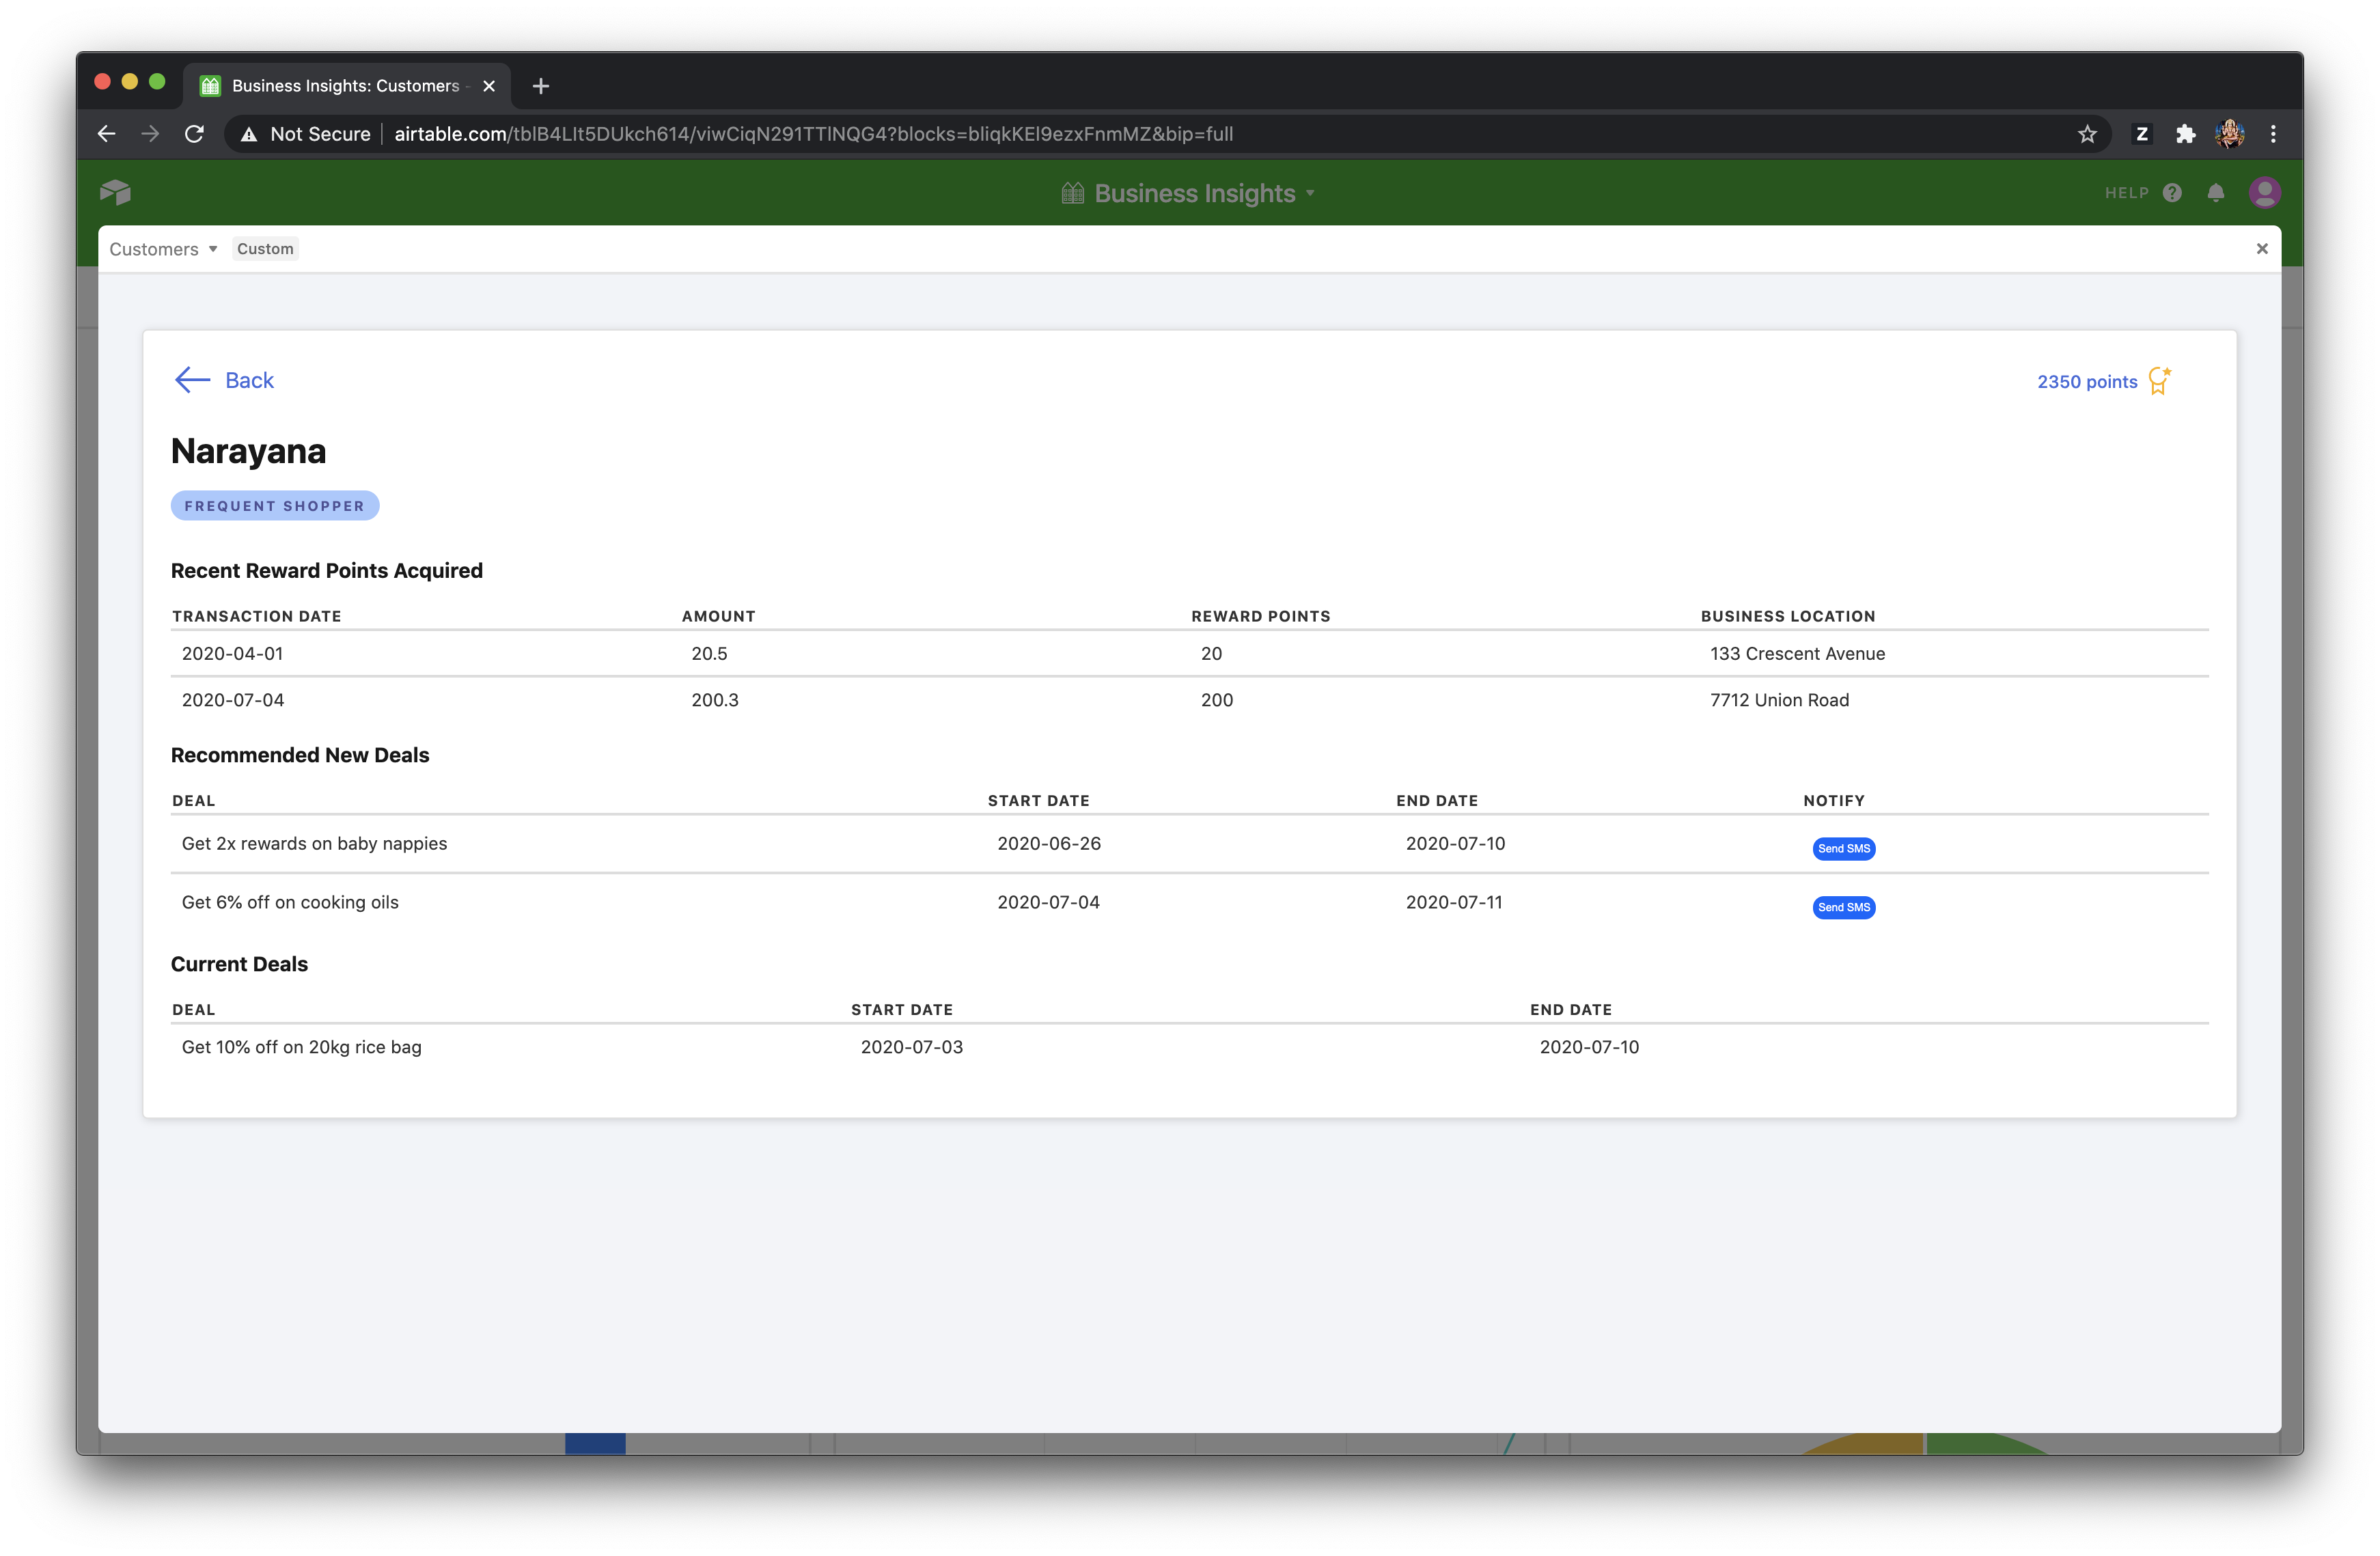 Business Insights: Customers -
Not Secure airtable.com/tblB4LIt5DUkch614/viwCiqN291TTINQG4?blocks=bliqkKEl9ezxFnmMZ&bip=full Z
Business Insights HELP ?
Customers Custom
Back 2350 points
Narayana
FREQUENT SHOPPER
Recent Reward Points Acquired
TRANSACTION DATE AMOUNT REWARD POINTS BUSINESS LOCATION
2020-04-01 20.5 20 133 Crescent Avenue
2020-07-04 200.3 200 7712 Union Road
Recommended New Deals
DEAL START DATE END DATE NOTIFY
Get 2x rewards on baby nappies 2020-06-26 2020-07-10 Send SMS
Get 6% off on cooking oils 2020-07-04 2020-07-11 Send SMS
Current Deals
DEAL START DATE END DATE
Get 10% off on 20kg rice bag 2020-07-03 2020-07-10